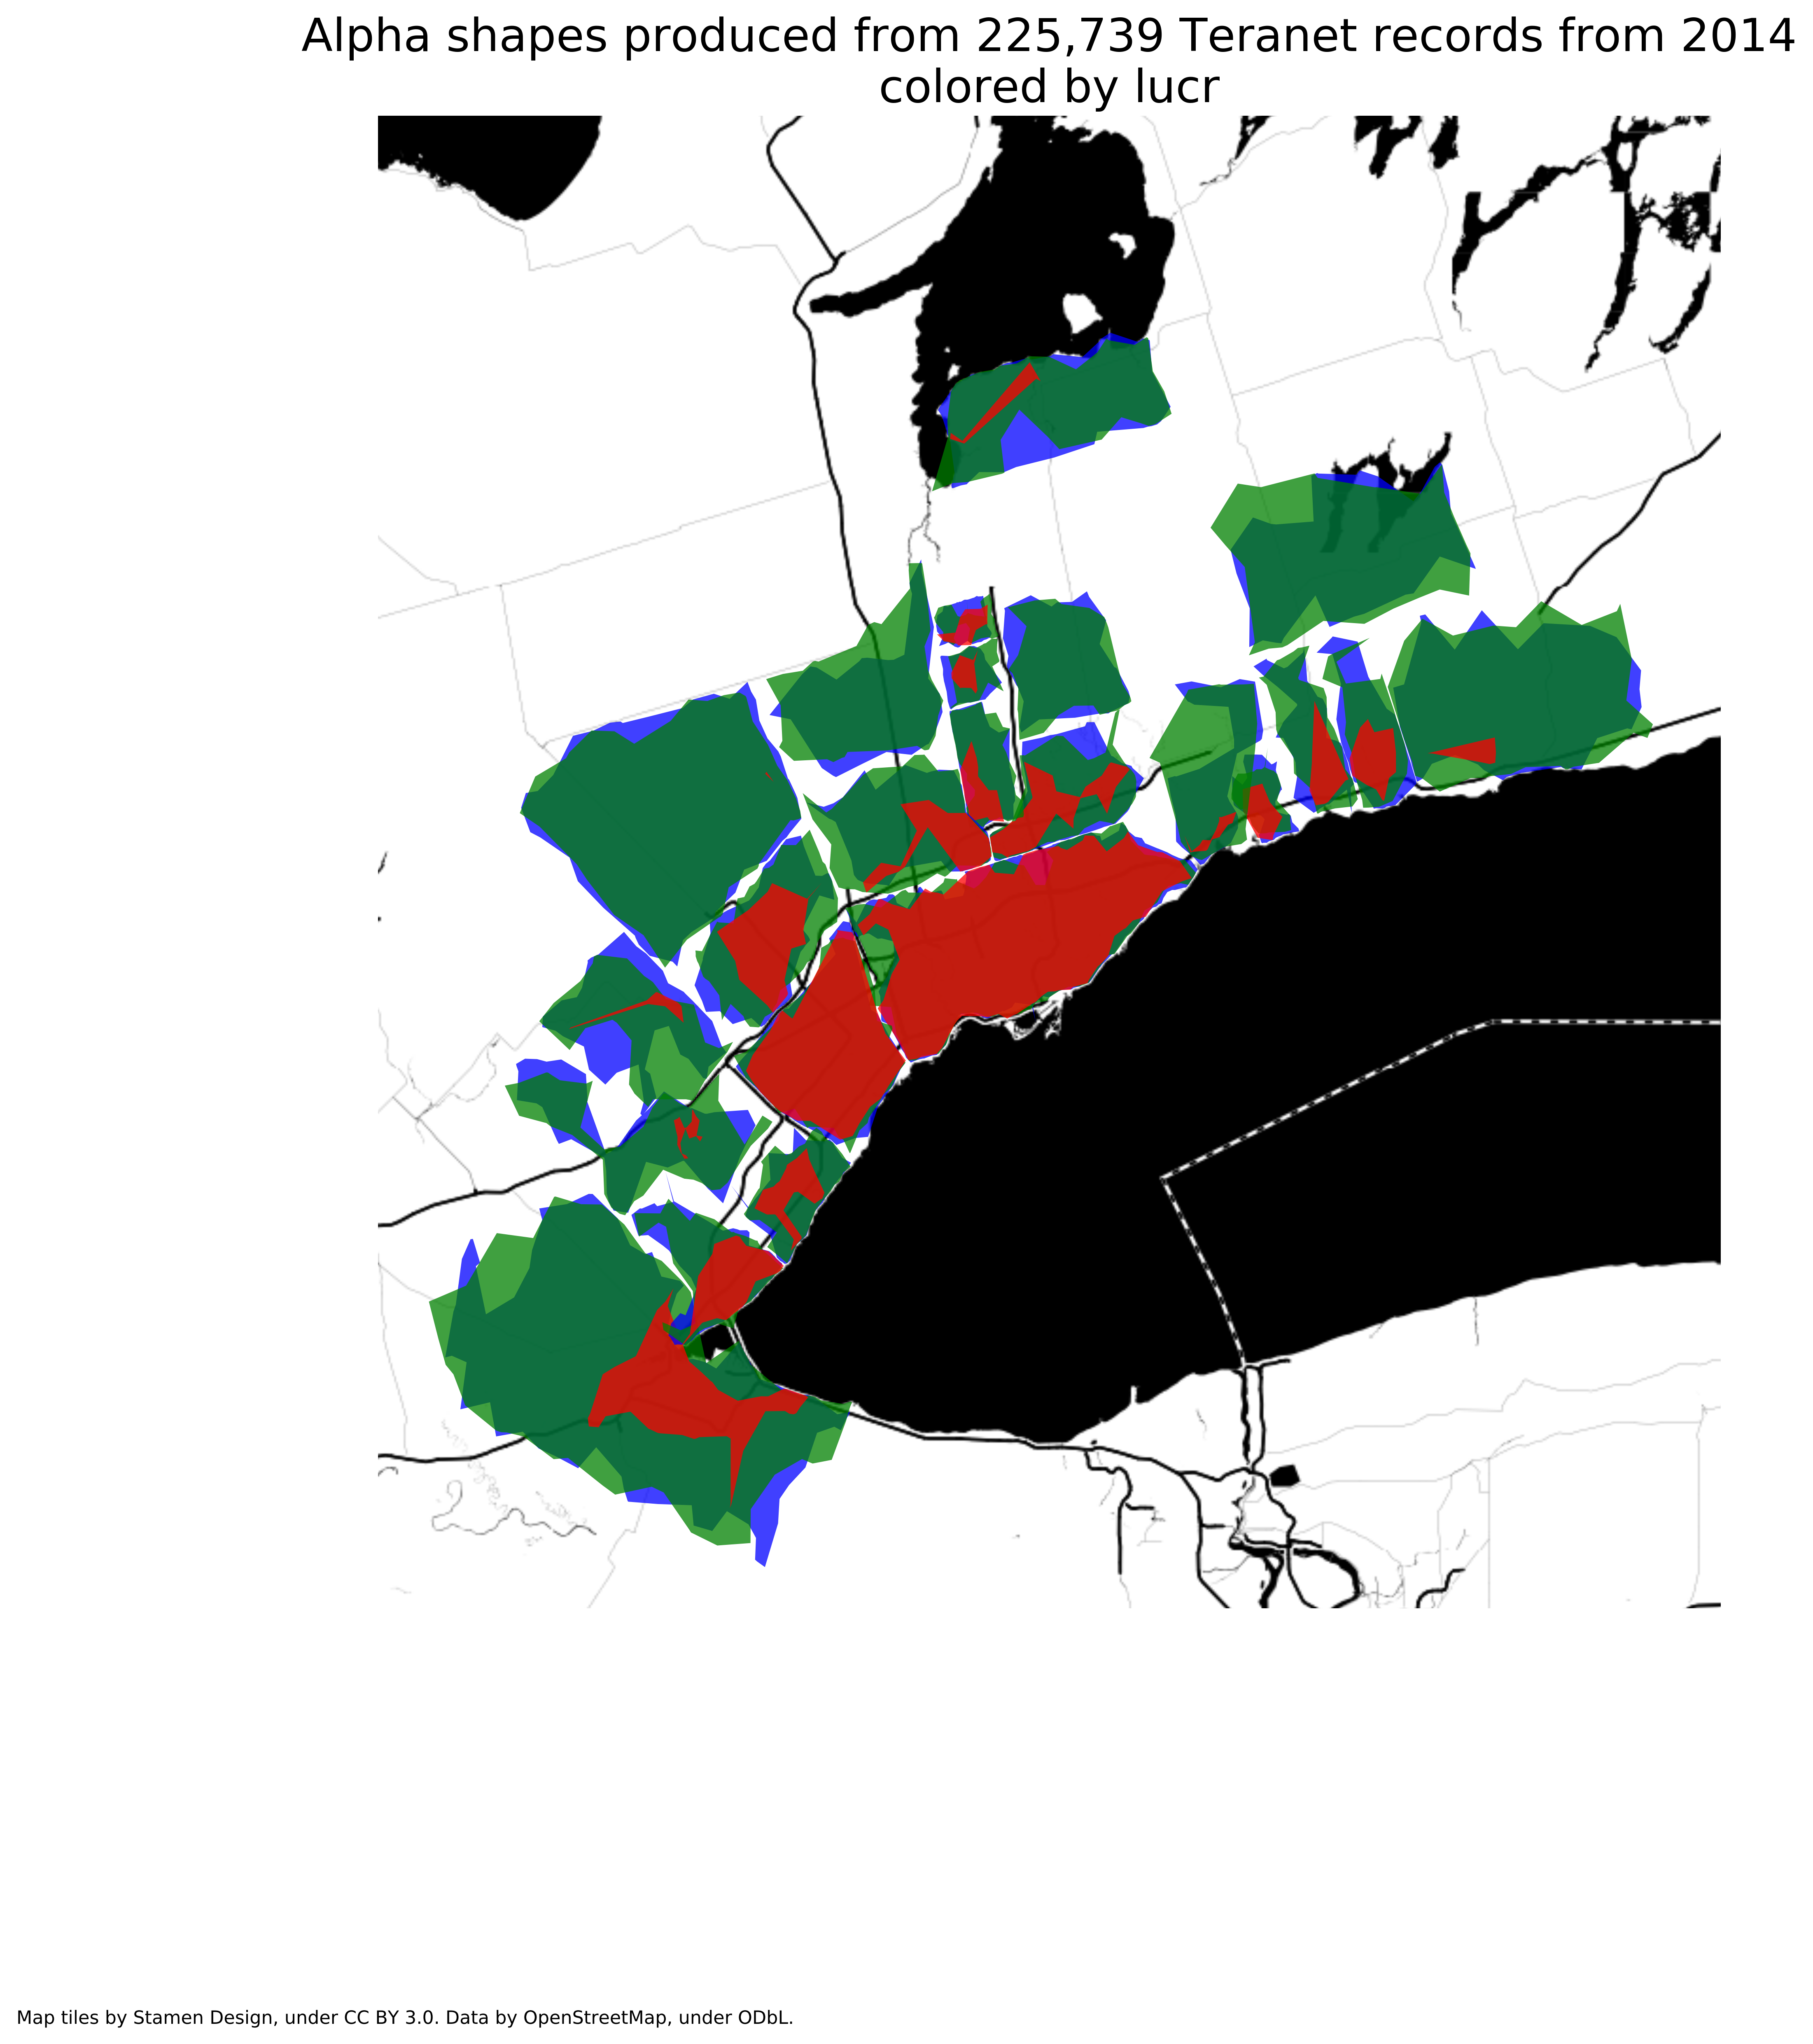 Alpha shapes produced from 225,739 Teranet records from 2014
colored by lucr
Map tiles by Stamen Design, under CC BY 3.0. Data by OpenStreetMap, under ODbL.